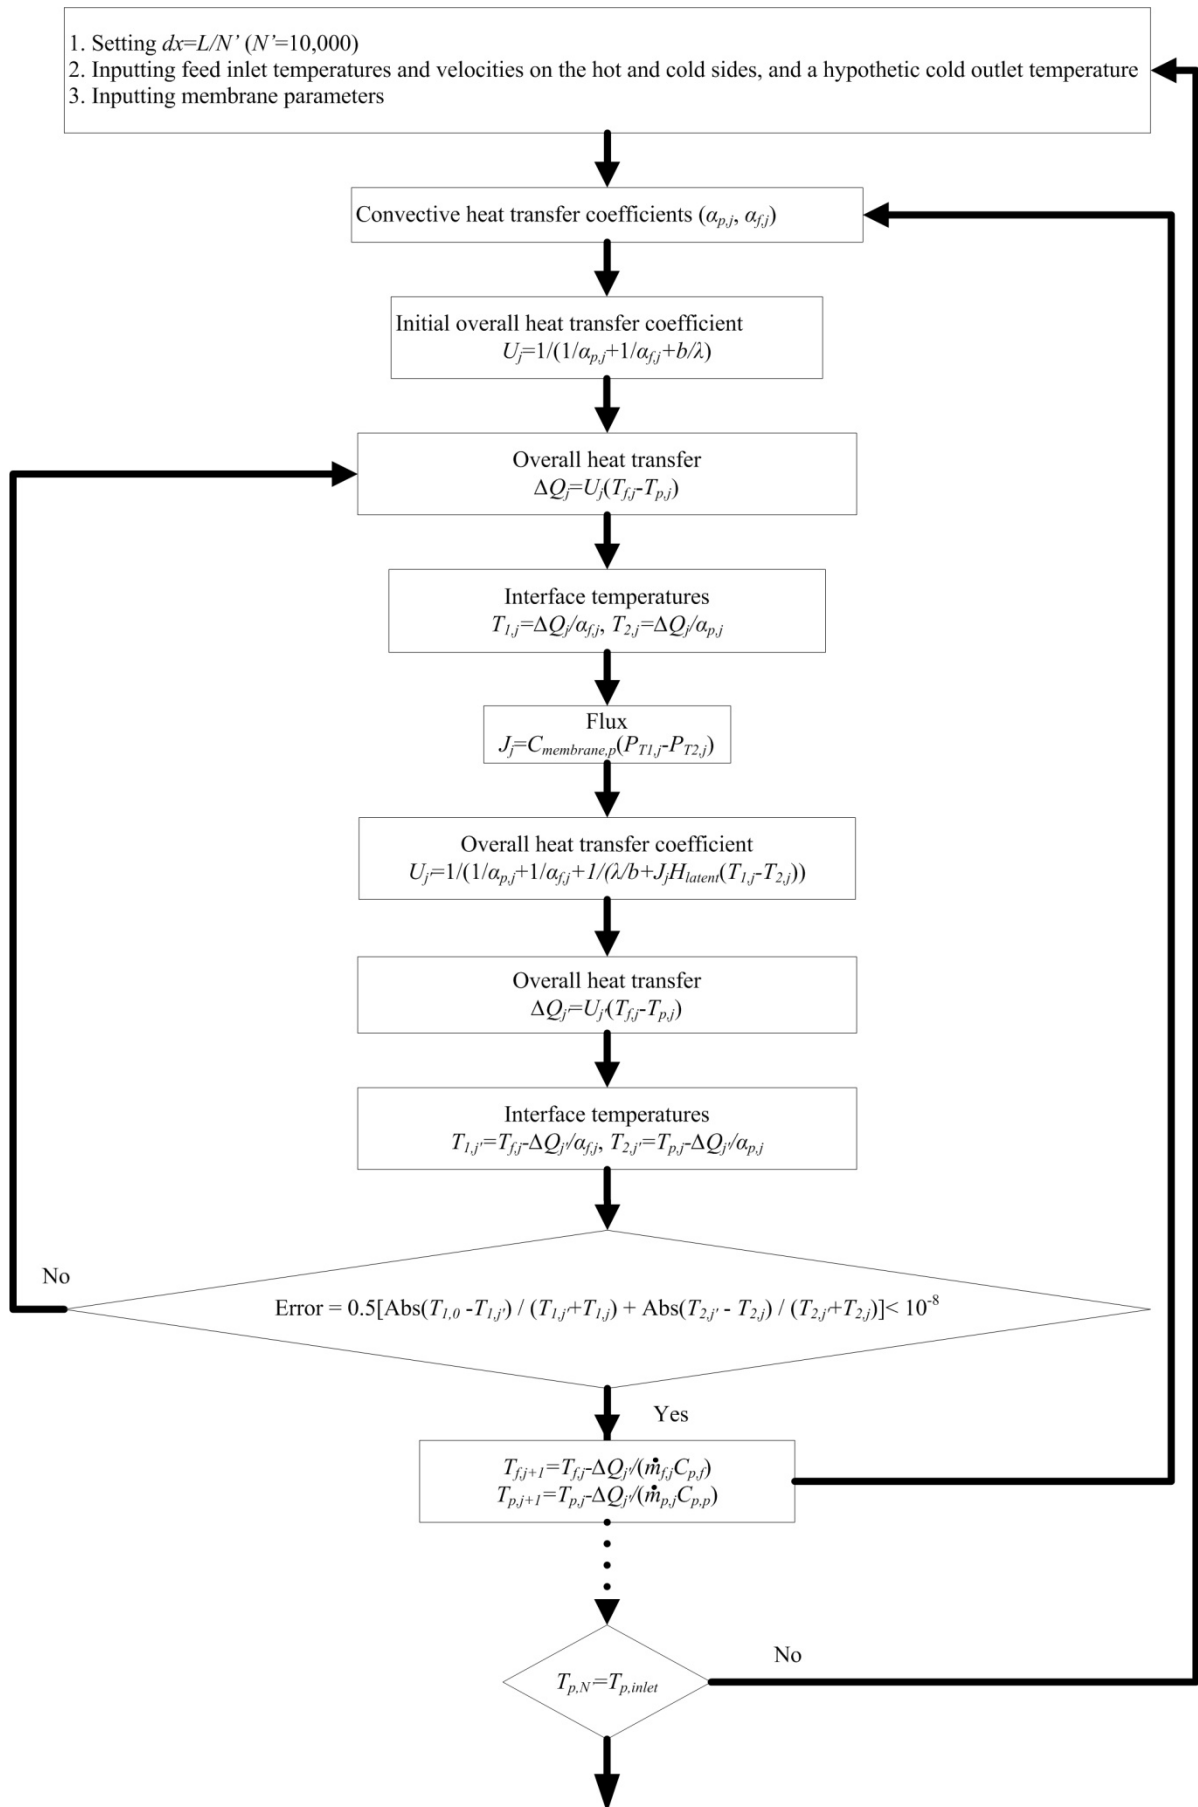 1. Setting dx=L/N’ (N’=10,000)
2. Inputting feed inlet temperatures and velocities on the hot and cold sides, and a hypothetic cold outlet temperature
3. Inputting membrane parameters
Convective heat transfer coefficients (αp,j, αf,j)
Initial overall heat transfer coefficient
Uj=1/(1/αp,j+1/αf,j+b/λ)
Overall heat transfer
ΔQj=Uj(Tf,j-Tp,j)
Interface temperatures
T1,j=ΔQj/αf,j, T2,j=ΔQj/αp,j
Flux
Jj=Cmembrane,p(PT1,j-PT2,j)
Overall heat transfer coefficient
Uj'=1/(1/αp,j+1/αf,j+1/(λ/b+JjHlatent(T1,j-T2,j))
Overall heat transfer
ΔQj'=Uj'(Tf,j-Tp,j)
Interface temperatures
T1,j'=Tf,j-ΔQj'/αf,j, T2,j'=Tp,j-ΔQj'/αp,j
No
Error = 0.5[Abs(T1,0 -T1,j') / (T1,j'+T1,j) + Abs(T2,j' - T2,j) / (T2,j'+T2,j)]< 10-8
Yes
Tf,j+1=Tf,j-ΔQj'/(ṁf,jCp,f)
Tp,j+1=Tp,j-ΔQj'/(ṁp,jCp,p)
No
Tp,N'=Tp,inlet